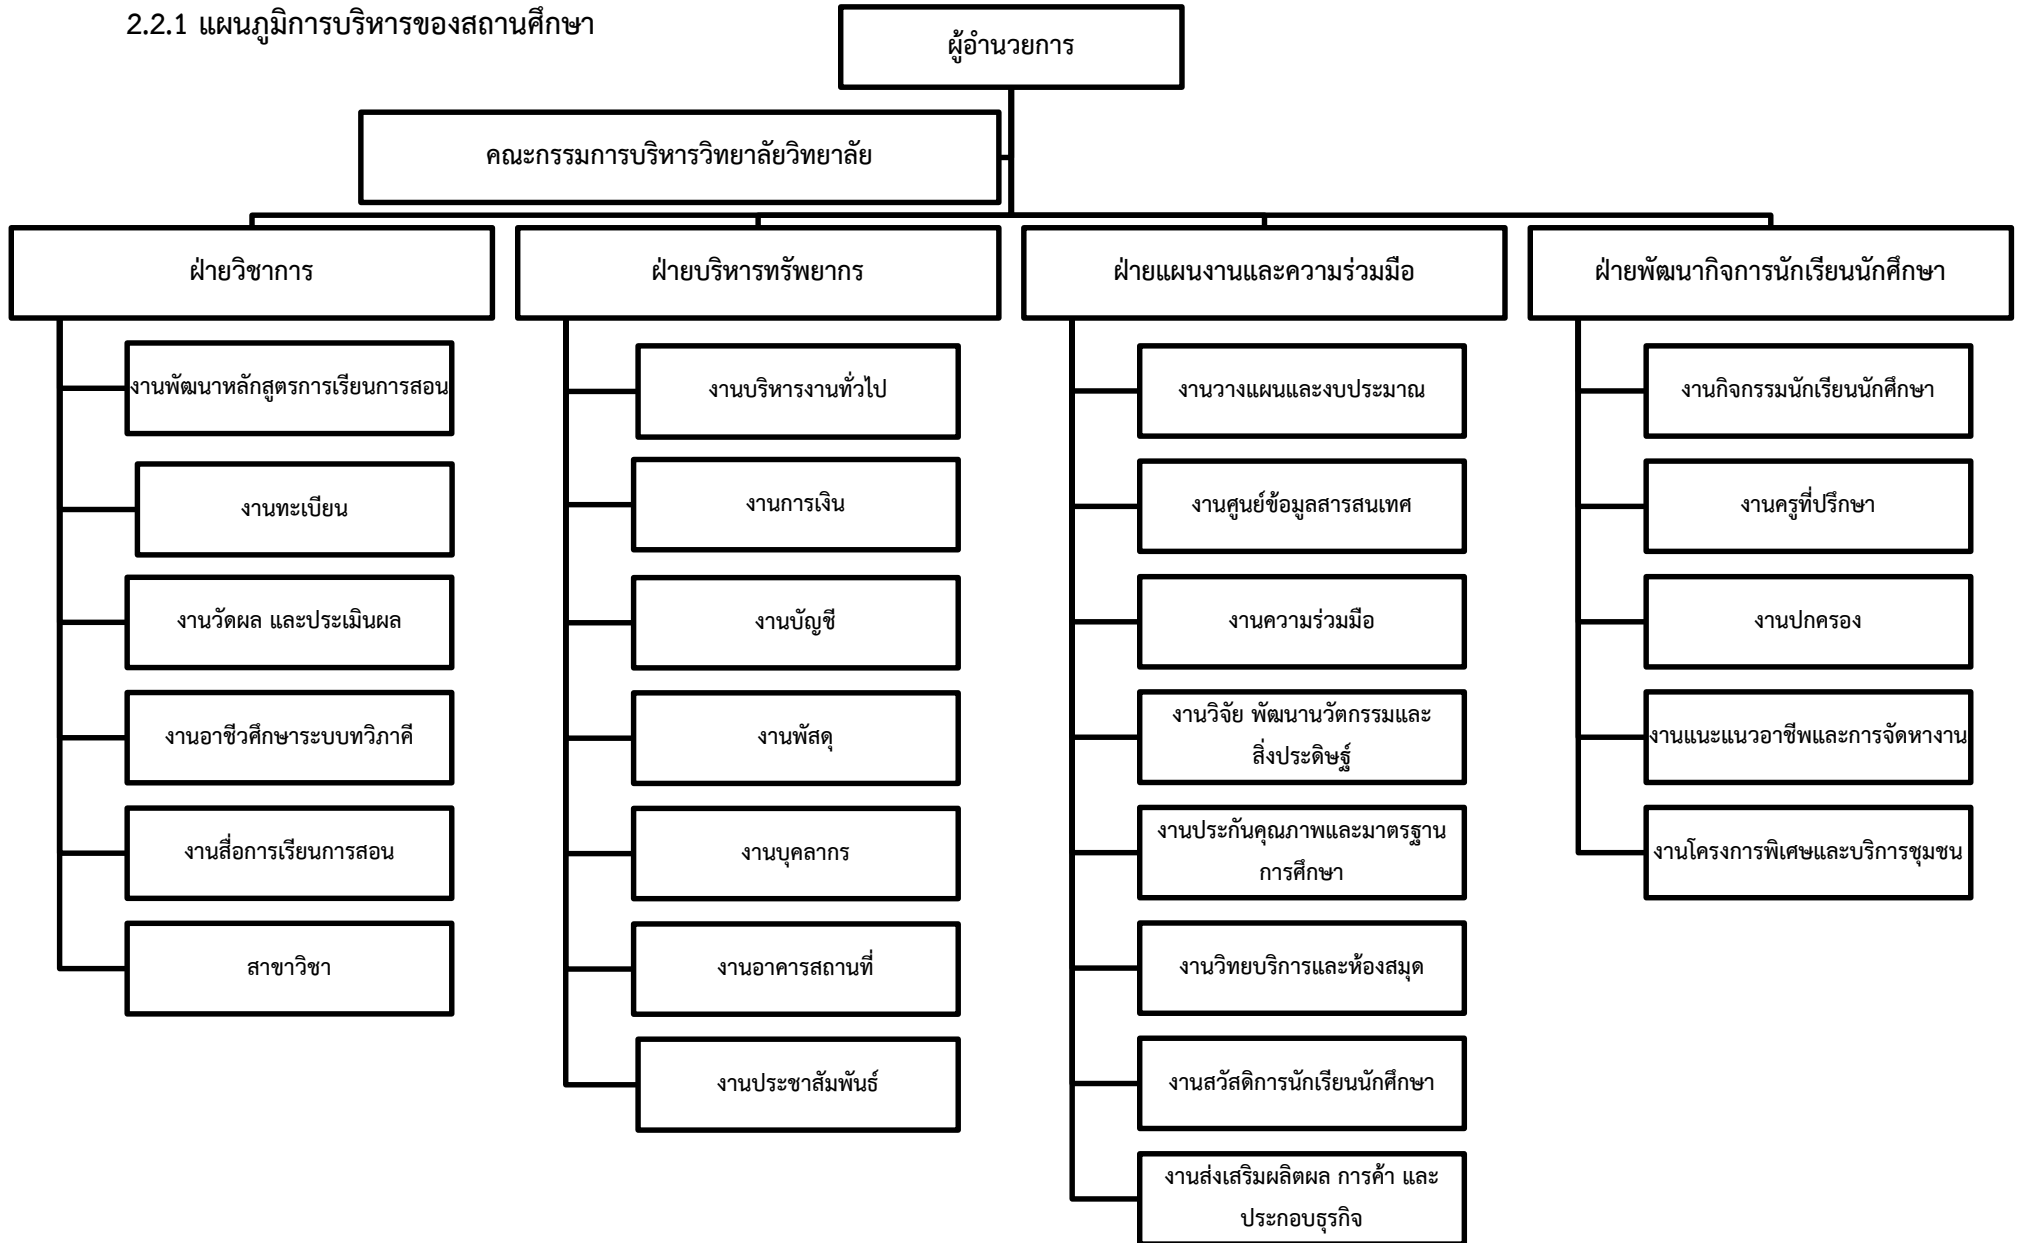 2.2.1 แผนภูมิการบริหารของสถานศึกษา
ผู้อำนวยการ
คณะกรรมการบริหารวิทยาลัยวิทยาลัย
ฝ่ายวิชาการ
งานพัฒนาหลักสูตรการเรียนการสอน
งานทะเบียน
งานวัดผล และประเมินผล
งานอาชีวศึกษาระบบทวิภาคี
งานสื่อการเรียนการสอน
สาขาวิชา
ฝ่ายบริหารทรัพยากร
งานบริหารงานทั่วไป
งานการเงิน
งานบัญชี
งานพัสดุ
งานบุคลากร
งานอาคารสถานที่
งานประชาสัมพันธ์
ฝ่ายแผนงานและความร่วมมือ
งานวางแผนและงบประมาณ
งานศูนย์ข้อมูลสารสนเทศ
งานความร่วมมือ
งานวิจัย พัฒนานวัตกรรมและ
สิ่งประดิษฐ์
งานประกันคุณภาพและมาตรฐาน
การศึกษา
งานวิทยบริการและห้องสมุด
งานสวัสดิการนักเรียนนักศึกษา
งานส่งเสริมผลิตผล การค้า และ
ประกอบธุรกิจ
ฝ่ายพัฒนากิจการนักเรียนนักศึกษา
งานกิจกรรมนักเรียนนักศึกษา
งานครูที่ปรึกษา
งานปกครอง
งานแนะแนวอาชีพและการจัดหางาน
งานโครงการพิเศษและบริการชุมชน